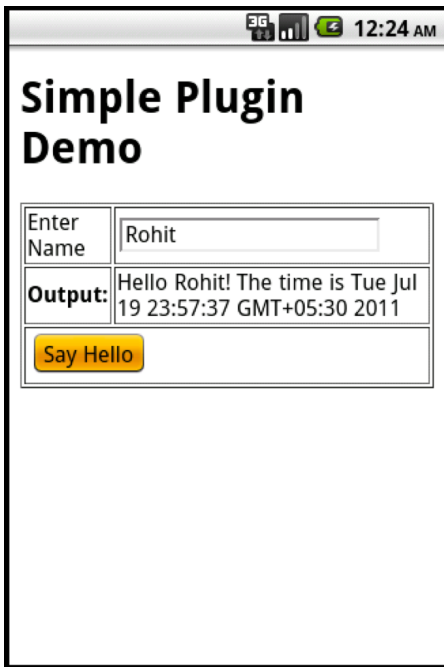 3G 12:24 AM
Simple Plugin
Demo
Enter
Name
Rohit
Output:
Hello Rohit! The time is Tue Jul
19 23:57:37 GMT+05:30 2011
Say Hello